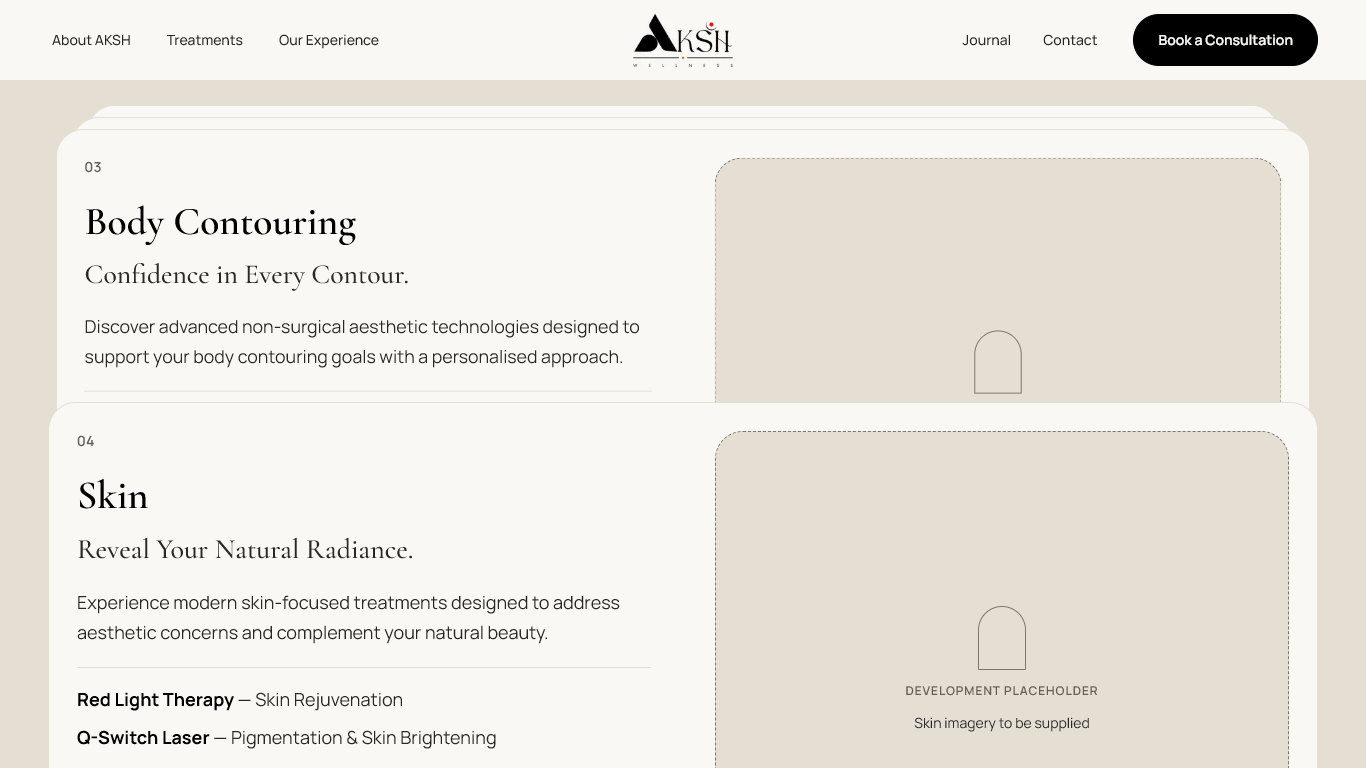 About AKSH
Treatments
Our Experience
AKSH
WELLNESS
Journal
Contact
Book a Consultation
03
Body Contouring
Confidence in Every Contour.
Discover advanced non-surgical aesthetic technologies designed to
support your body contouring goals with a personalised approach.
04
Skin
Reveal Your Natural Radiance.
Experience modern skin-focused treatments designed to address
aesthetic concerns and complement your natural beauty.
Red Light Therapy — Skin Rejuvenation
Q-Switch Laser — Pigmentation & Skin Brightening
DEVELOPMENT PLACEHOLDER
Skin imagery to be supplied